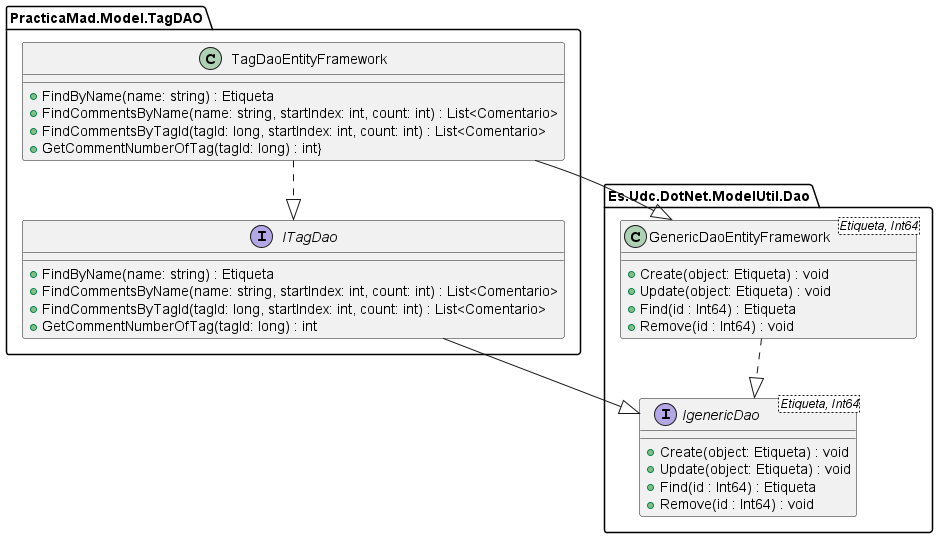 PracticaMad.Model.TagDAO
C TagDaoEntityFramework
FindByName(name: string) : Etiqueta
FindCommentsByName(name: string, startIndex: int, count: int) : List<Comentario>
FindCommentsByTagId(tagId: long, startIndex: int, count: int) : List<Comentario>
GetCommentNumberOfTag(tagId: long) : int}
I ITagDao
FindByName(name: string) : Etiqueta
FindCommentsByName(name: string, startIndex: int, count: int) : List<Comentario>
FindCommentsByTagId(tagId: long, startIndex: int, count: int) : List<Comentario>
GetCommentNumberOfTag(tagId: long) : int
Es.Udc.DotNet.ModelUtil.Dao
Etiqueta, Int64
C GenericDaoEntityFramework
Create(object: Etiqueta) : void
Update(object: Etiqueta) : void
Find(id : Int64) : Etiqueta
Remove(id : Int64) : void
Etiqueta, Int64
I IgenericDao
Create(object: Etiqueta) : void
Update(object: Etiqueta) : void
Find(id : Int64) : Etiqueta
Remove(id : Int64) : void